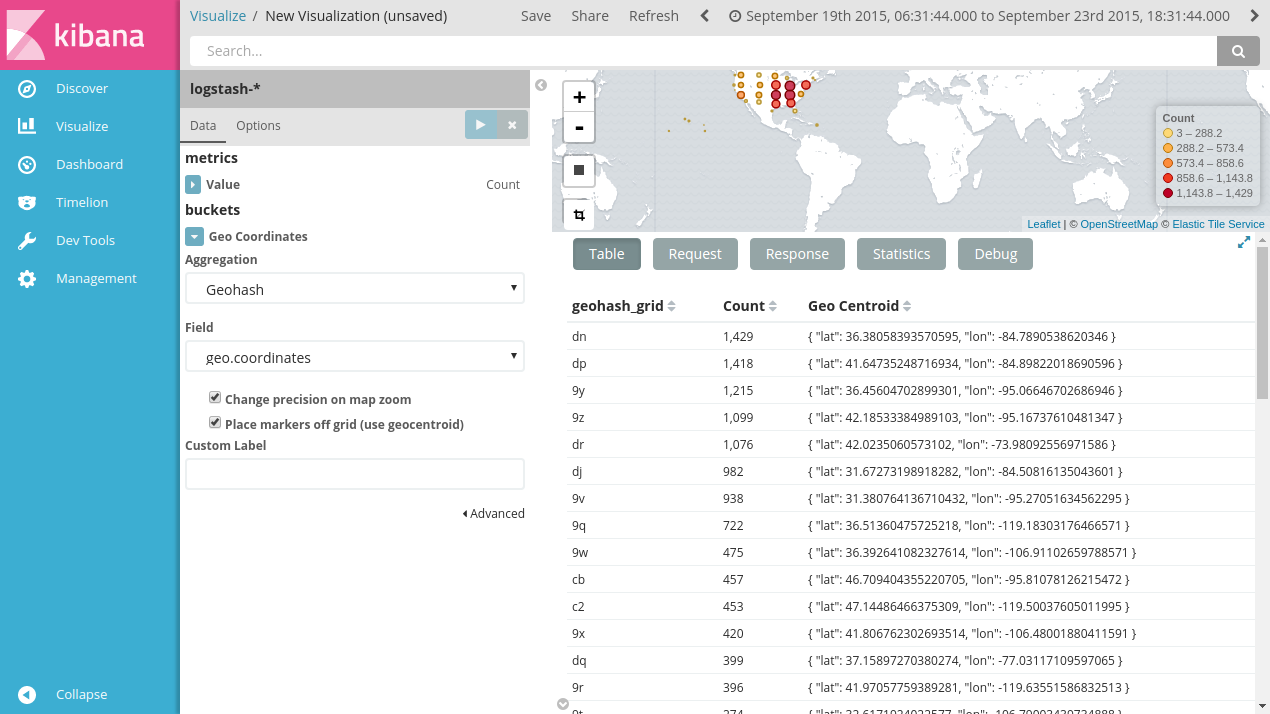 kibana
Discover
Visualize
Dashboard
Timelion
Dev Tools
Management
Collapse
Visualize / New Visualization (unsaved)
Save Share Refresh September 19th 2015, 06:31:44.000 to September 23rd 2015, 18:31:44.000
Search...
logstash-*
Data Options
metrics
Value Count
buckets
Geo Coordinates
Aggregation
Geohash
Field
geo.coordinates
Change precision on map zoom
Place markers off grid (use geocentroid)
Custom Label
Advanced
+
-
Count
3 – 288.2
288.2 – 573.4
573.4 – 858.6
858.6 – 1,143.8
1,143.8 – 1,429
Leaflet | © OpenStreetMap © Elastic Tile Service
Table Request Response Statistics Debug
geohash_grid Count Geo Centroid
dn 1,429 { "lat": 36.38058393570595, "lon": -84.7890538620346 }
dp 1,418 { "lat": 41.64735248716934, "lon": -84.89822018690596 }
9y 1,215 { "lat": 36.45604702899301, "lon": -95.06646702686946 }
9z 1,099 { "lat": 42.18533384989103, "lon": -95.16737610481347 }
dr 1,076 { "lat": 42.0235060573102, "lon": -73.98092556971586 }
dj 982 { "lat": 31.67273198918282, "lon": -84.50816135043601 }
9v 938 { "lat": 31.380764136710432, "lon": -95.27051634562295 }
9q 722 { "lat": 36.51360475725218, "lon": -119.18303176466571 }
9w 475 { "lat": 36.392641082327614, "lon": -106.91102659788571 }
cb 457 { "lat": 46.709404355220705, "lon": -95.81078126215472 }
c2 453 { "lat": 47.14486466375309, "lon": -119.50037605011995 }
9x 420 { "lat": 41.806762302693514, "lon": -106.48001880411591 }
dq 399 { "lat": 37.15897270380274, "lon": -77.03117109597065 }
9r 396 { "lat": 41.97057759389281, "lon": -119.63551586832513 }